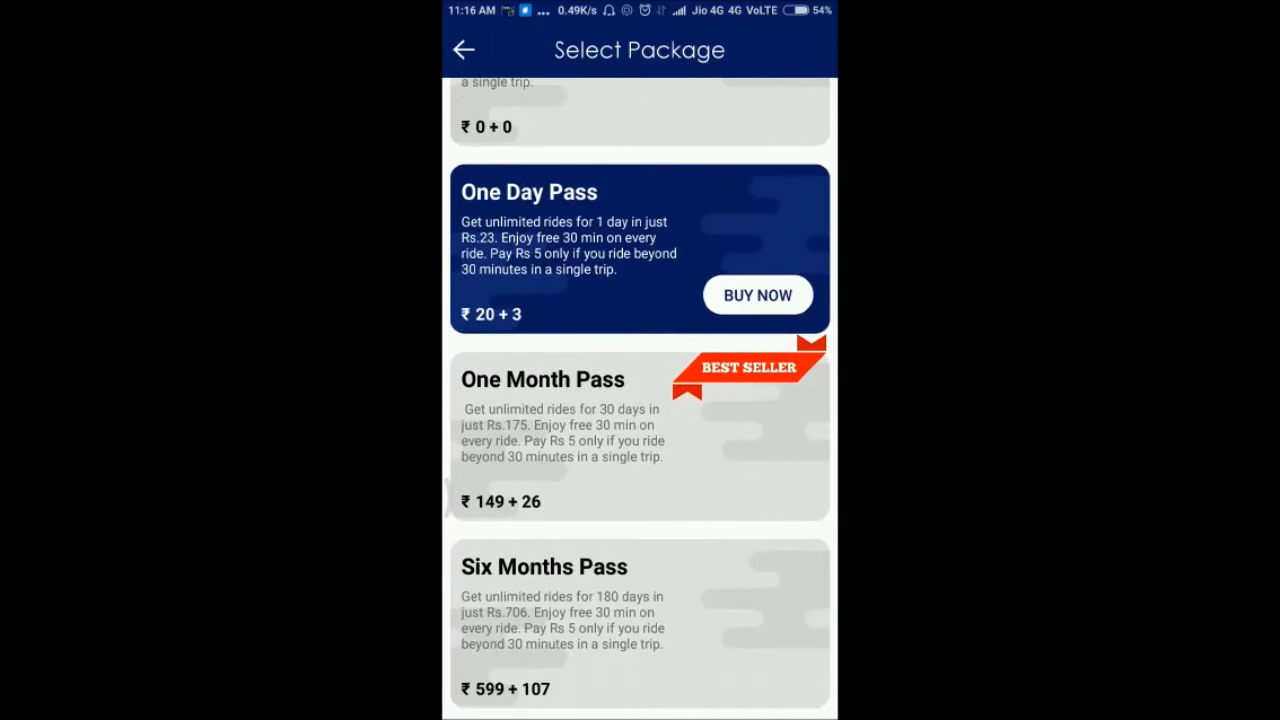 11:16 AM ... 0.49K/s Jio 4G 4G VoLTE 54%
Select Package
a single trip.
₹ 0 + 0
One Day Pass
Get unlimited rides for 1 day in just
Rs.23. Enjoy free 30 min on every
ride. Pay Rs 5 only if you ride beyond
30 minutes in a single trip.
BUY NOW
₹ 20 + 3
BEST SELLER
One Month Pass
Get unlimited rides for 30 days in
just Rs.175. Enjoy free 30 min on
every ride. Pay Rs 5 only if you ride
beyond 30 minutes in a single trip.
₹ 149 + 26
Six Months Pass
Get unlimited rides for 180 days in
just Rs.706. Enjoy free 30 min on
every ride. Pay Rs 5 only if you ride
beyond 30 minutes in a single trip.
₹ 599 + 107